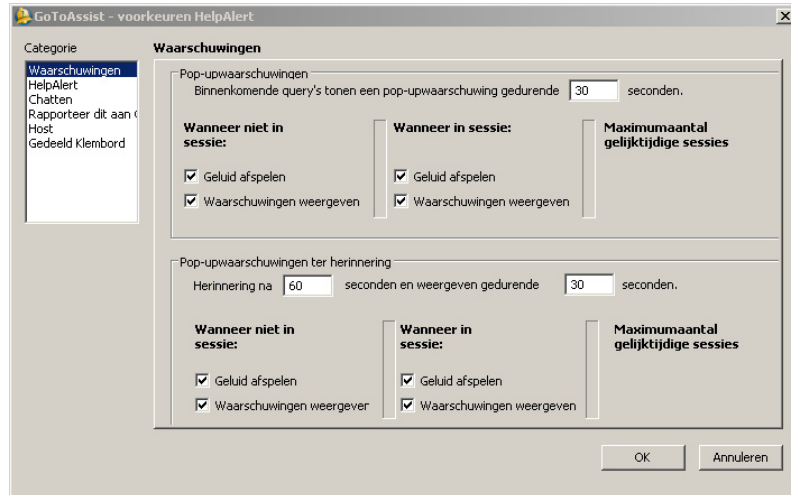 GoToAssist - voorkeuren HelpAlert
Categorie
Waarschuwingen
HelpAlert
Chatten
Rapporteer dit aan
Host
Gedeeld Klembord
Waarschuwingen
Pop-upwaarschuwingen
Binnenkomende query's tonen een pop-upwaarschuwing gedurende 30 seconden.
Wanneer niet in sessie:
Geluid afspelen
Waarschuwingen weergeven
Wanneer in sessie:
Geluid afspelen
Waarschuwingen weergeven
Maximumaantal
gelijktijdige sessies
Pop-upwaarschuwingen ter herinnering
Herinnering na 60 seconden en weergeven gedurende 30 seconden.
Wanneer niet in
sessie:
Geluid afspelen
Waarschuwingen weergever
Wanneer in
sessie:
Geluid afspelen
Waarschuwingen weergeven
Maximumaantal
gelijktijdige sessies
OK
Annuleren